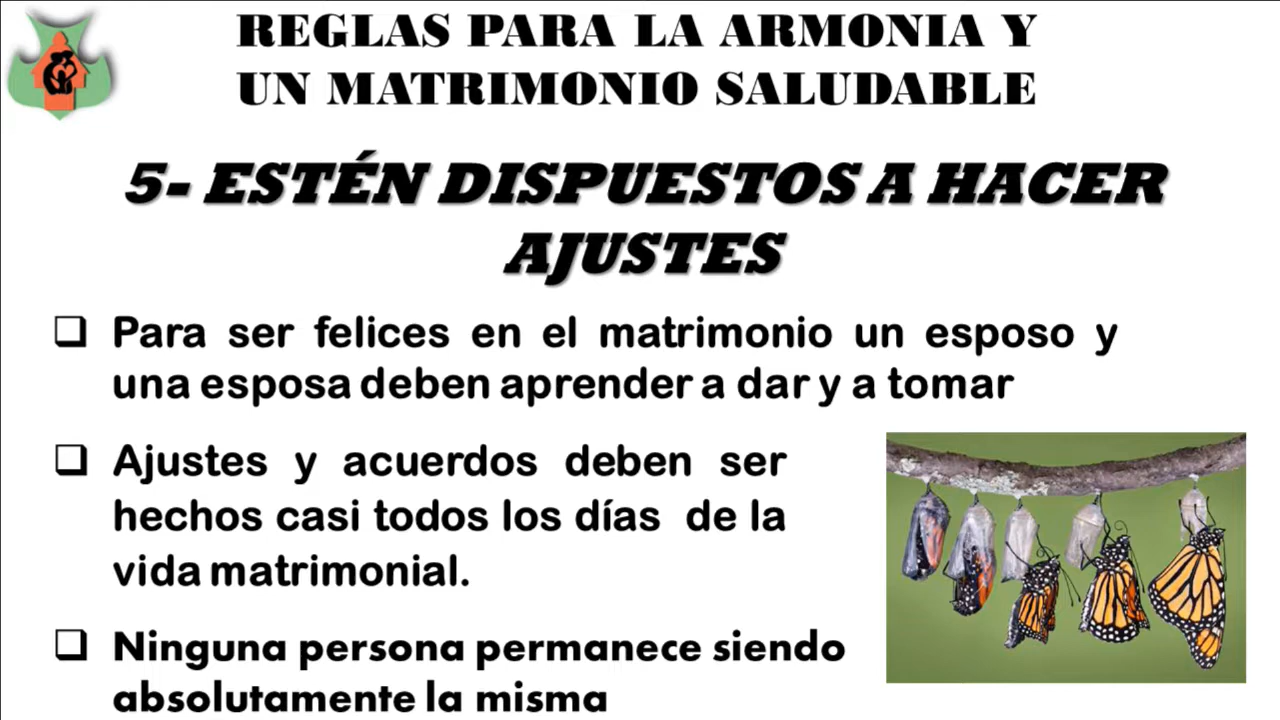 REGLAS PARA LA ARMONIA Y
UN MATRIMONIO SALUDABLE
5- ESTÉN DISPUESTOS A HACER
AJUSTES
Para ser felices en el matrimonio un esposo y
una esposa deben aprender a dar y a tomar
Ajustes y acuerdos deben ser
hechos casi todos los días de la
vida matrimonial.
Ninguna persona permanece siendo
absolutamente la misma